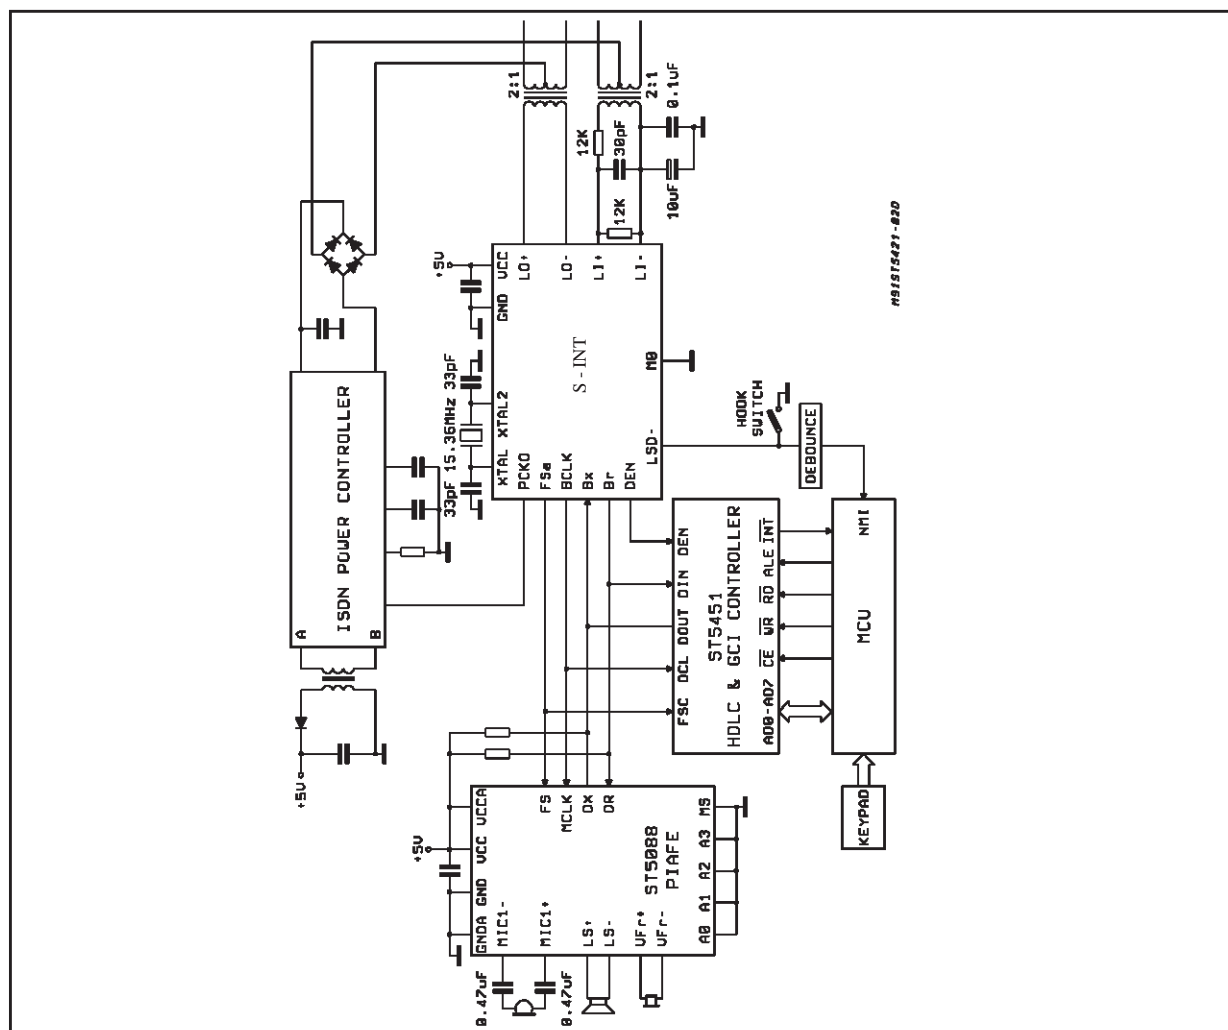 2:1
2:1
0.1uF
12K
30pF
10uF
12K
+5V
VCC
LO+
LO-
LI+
LI-
GND
S - INT
M0
33pF
XTAL2
15.36MHz
XTAL
33pF
PCKO
FSa
BCLK
Bx
Br
DEN
LSD-
HOOK
SWITCH
DEBOUNCE
ISDN POWER CONTROLLER
A
B
+5V
DEN
DIN
DOUT
DCL
FSC
ST5451
HDLC & GCI CONTROLLER
INT
ALE
RD
WR
CE
AD0-AD7
NMI
MCU
KEYPAD
+5V
VCCA
VCC
GND
GNDA
FS
MCLK
DX
DR
MS
A3
A2
A1
A0
ST5088
PIAFE
MIC1-
MIC1+
LS+
LS-
VFr+
VFr-
0.47uF
0.47uF